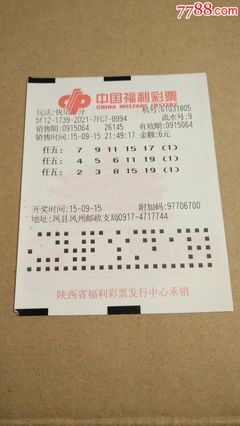 7788.com
中国福利彩票
CHINA WELFARE LOTTERY
玩法:快乐十分 机号:61031805
5F12-1739-2021-7FC7-B994 流水号:9
销售期:0915064 26145 有效期:0915064
销售时间:15-09-15 21:49:17 金额:6元
任五: 7 9 11 15 17 (1)
任五: 4 5 6 11 19 (1)
任五: 2 3 8 15 19 (1)
开奖时间:15-09-15 附加码:97706700
地址:凤县凤州邮政支局0917-4717744
陕西省福利彩票发行中心承销